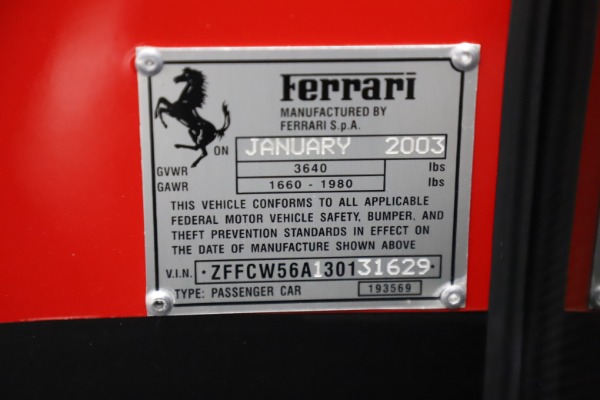 Ferrari
MANUFACTURED BY
FERRARI S.p.A.
ON JANUARY 2003
GVWR 3640 lbs
GAWR 1660 - 1980 lbs
THIS VEHICLE CONFORMS TO ALL APPLICABLE
FEDERAL MOTOR VEHICLE SAFETY, BUMPER, AND
THEFT PREVENTION STANDARDS IN EFFECT ON
THE DATE OF MANUFACTURE SHOWN ABOVE
V.I.N. ·ZFFCW56A130131629·
TYPE: PASSENGER CAR 193569